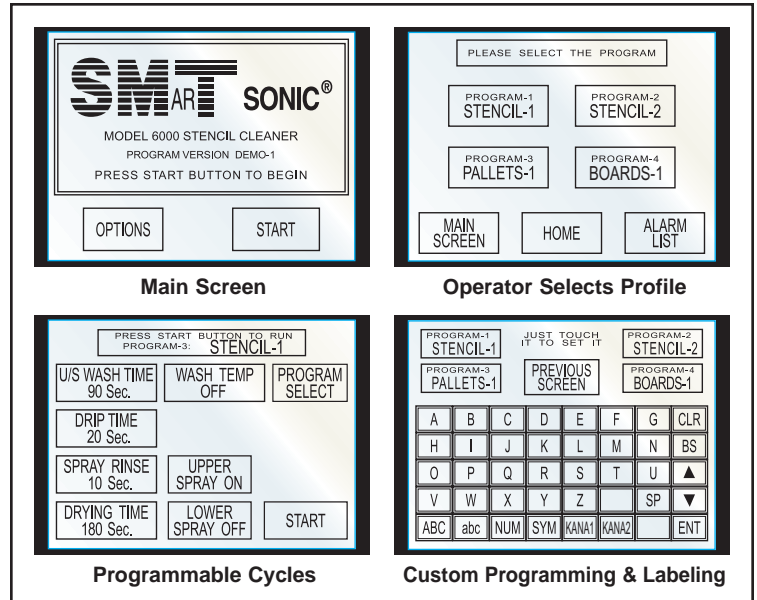 SMarT SONIC®
MODEL 6000 STENCIL CLEANER
PROGRAM VERSION DEMO-1
PRESS START BUTTON TO BEGIN
OPTIONS
START
Main Screen
PLEASE SELECT THE PROGRAM
PROGRAM-1
STENCIL-1
PROGRAM-2
STENCIL-2
PROGRAM-3
PALLETS-1
PROGRAM-4
BOARDS-1
MAIN
SCREEN
HOME
ALARM
LIST
Operator Selects Profile
PRESS START BUTTON TO RUN
PROGRAM-3: STENCIL-1
U/S WASH TIME
90 Sec.
WASH TEMP
OFF
PROGRAM
SELECT
DRIP TIME
20 Sec.
SPRAY RINSE
10 Sec.
UPPER
SPRAY ON
DRYING TIME
180 Sec.
LOWER
SPRAY OFF
START
Programmable Cycles
PROGRAM-1
STENCIL-1
JUST TOUCH
IT TO SET IT
PROGRAM-2
STENCIL-2
PROGRAM-3
PALLETS-1
PREVIOUS
SCREEN
PROGRAM-4
BOARDS-1
A B C D E F G CLR
H I J K L M N BS
O P Q R S T U ▲
V W X Y Z SP ▼
ABC abc NUM SYM KANA1 KANA2 ENT
Custom Programming & Labeling